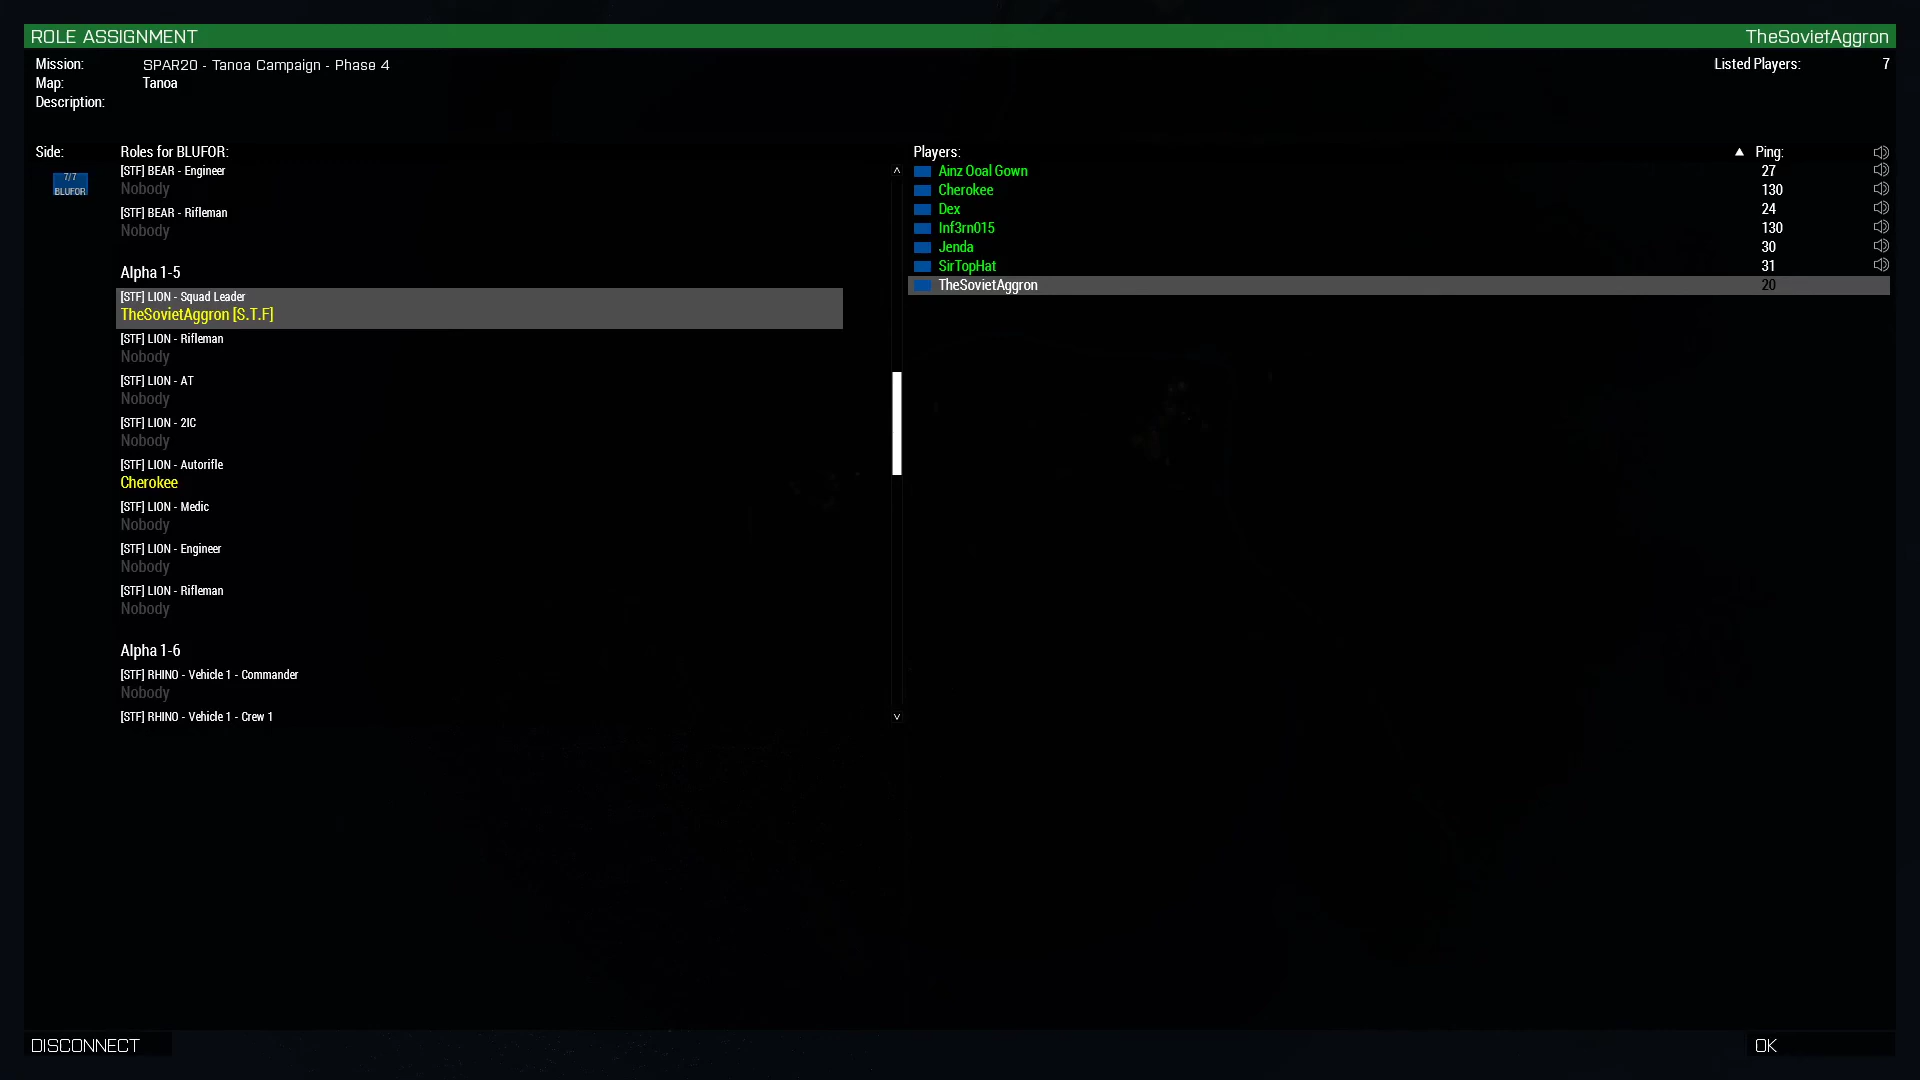 ROLE ASSIGNMENT TheSovietAggron
Mission: SPAR20 - Tanoa Campaign - Phase 4 Listed Players: 7
Map: Tanoa
Description:
Side: Roles for BLUFOR: Players: ▲ Ping:
7/7
BLUFOR
[STF] BEAR - Engineer
Nobody
[STF] BEAR - Rifleman
Nobody
Alpha 1-5
[STF] LION - Squad Leader
TheSovietAggron [S.T.F]
[STF] LION - Rifleman
Nobody
[STF] LION - AT
Nobody
[STF] LION - 2IC
Nobody
[STF] LION - Autorifle
Cherokee
[STF] LION - Medic
Nobody
[STF] LION - Engineer
Nobody
[STF] LION - Rifleman
Nobody
Alpha 1-6
[STF] RHINO - Vehicle 1 - Commander
Nobody
[STF] RHINO - Vehicle 1 - Crew 1
Ainz Ooal Gown 27
Cherokee 130
Dex 24
Inf3rn015 130
Jenda 30
SirTopHat 31
TheSovietAggron 20
DISCONNECT OK